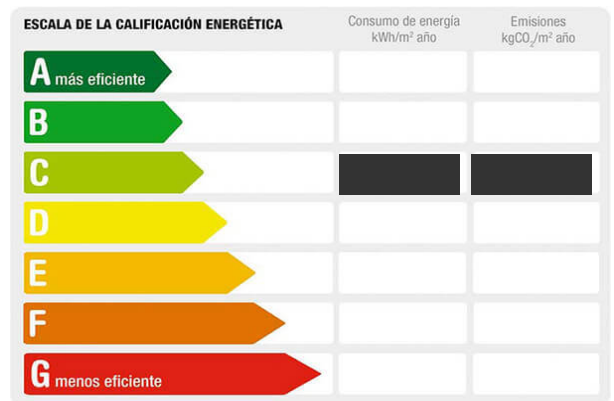 ESCALA DE LA CALIFICACIÓN ENERGÉTICA
Consumo de energía
kWh/m² año
Emisiones
kgCO₂/m² año
A más eficiente
B
C
D
E
F
G menos eficiente